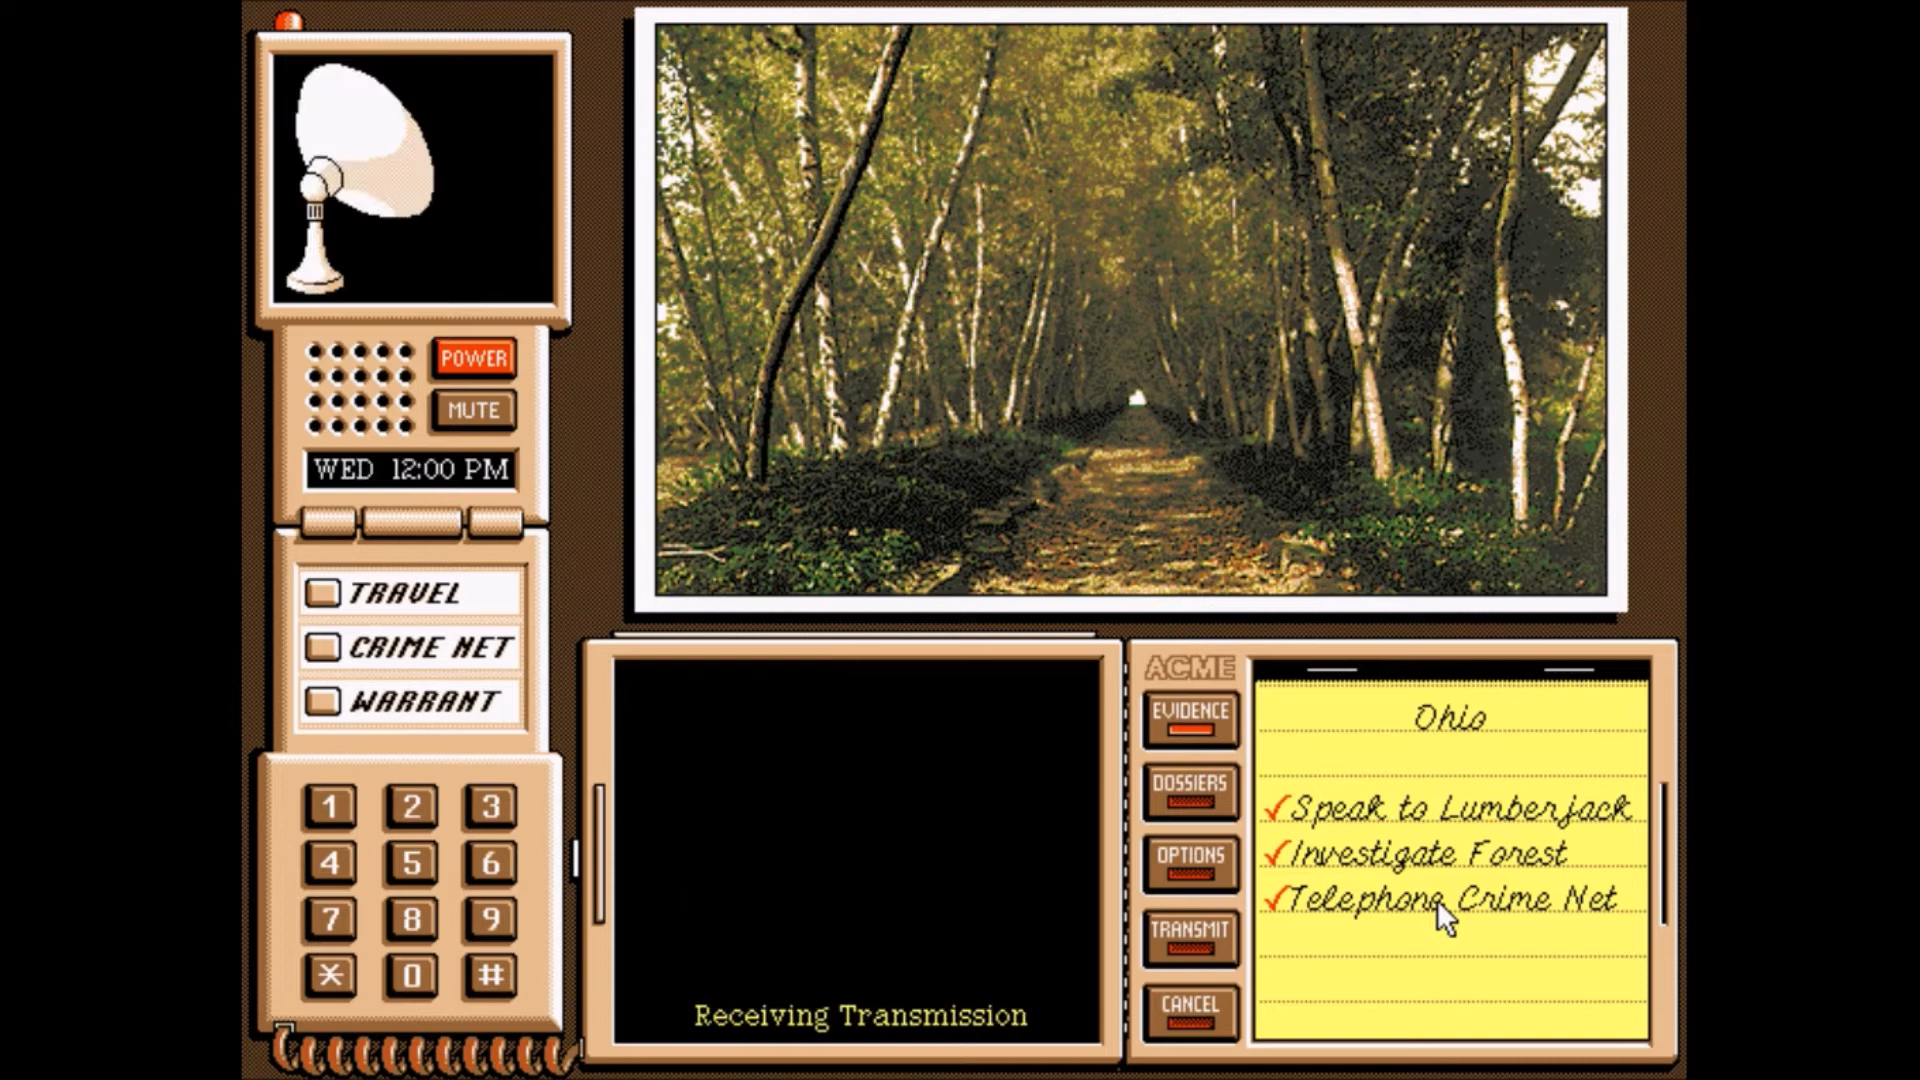 POWER
MUTE
WED 12:00 PM
TRAVEL
CRIME NET
WARRANT
1 2 3
4 5 6
7 8 9
* 0 #
Receiving Transmission
ACME
EVIDENCE
DOSSIERS
OPTIONS
TRANSMIT
CANCEL
Ohio
✓Speak to Lumberjack
✓Investigate Forest
✓Telephone Crime Net